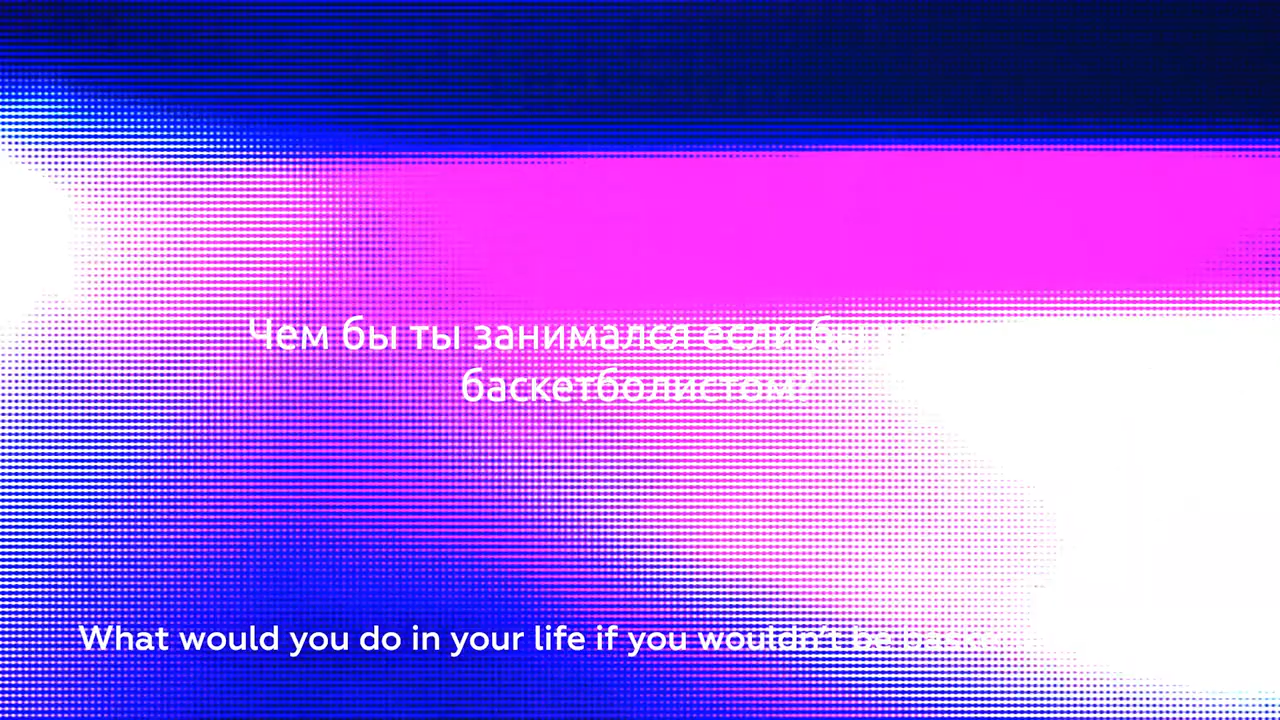 Чем бы ты занимался если бы
баскетболистом?
What would you do in your life if you wouldn't be